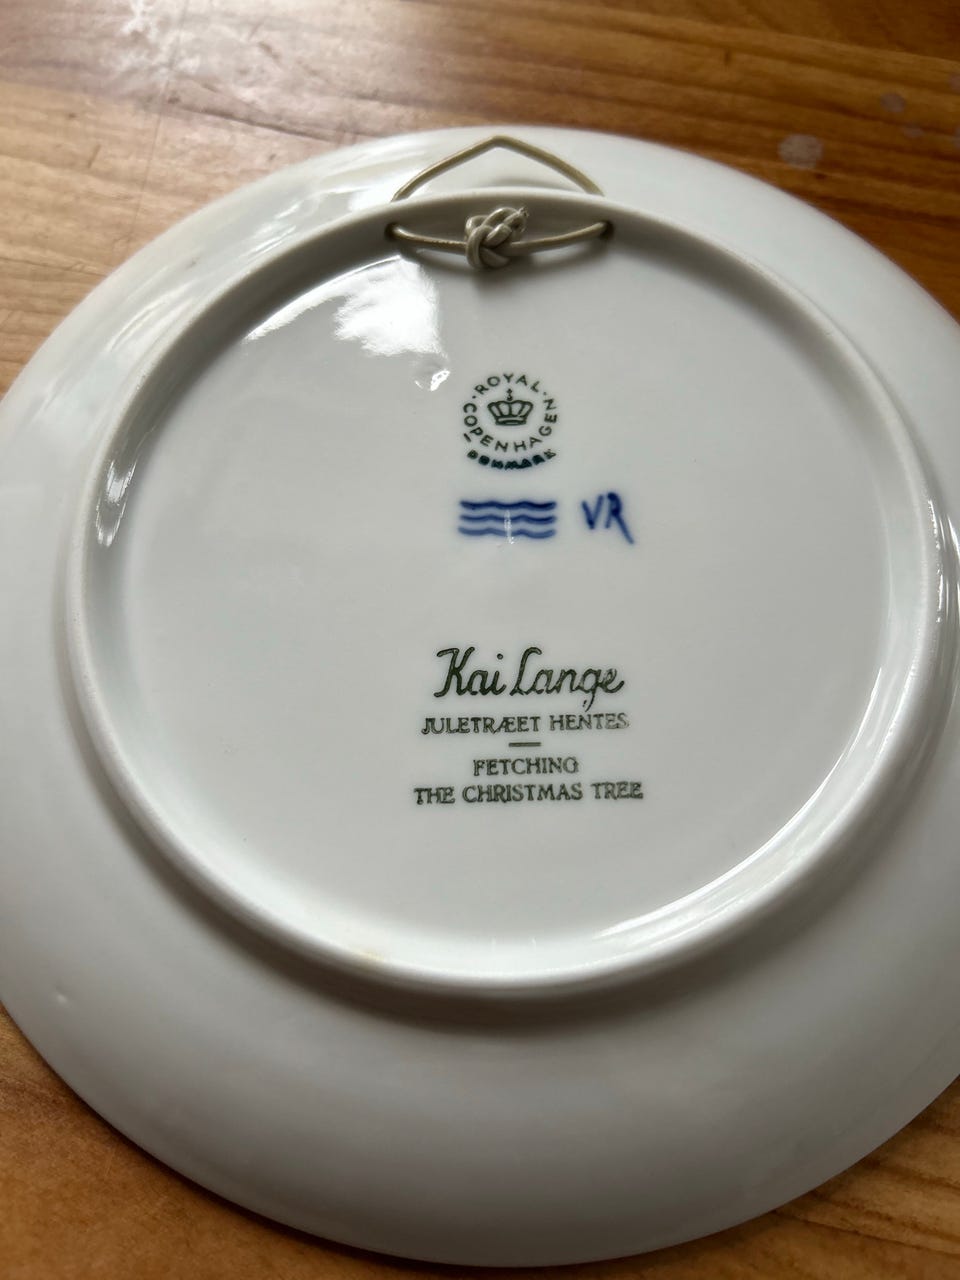 ROYAL COPENHAGEN
DENMARK
VR
Kai Lange
JULETRÆET HENTES
FETCHING
THE CHRISTMAS TREE